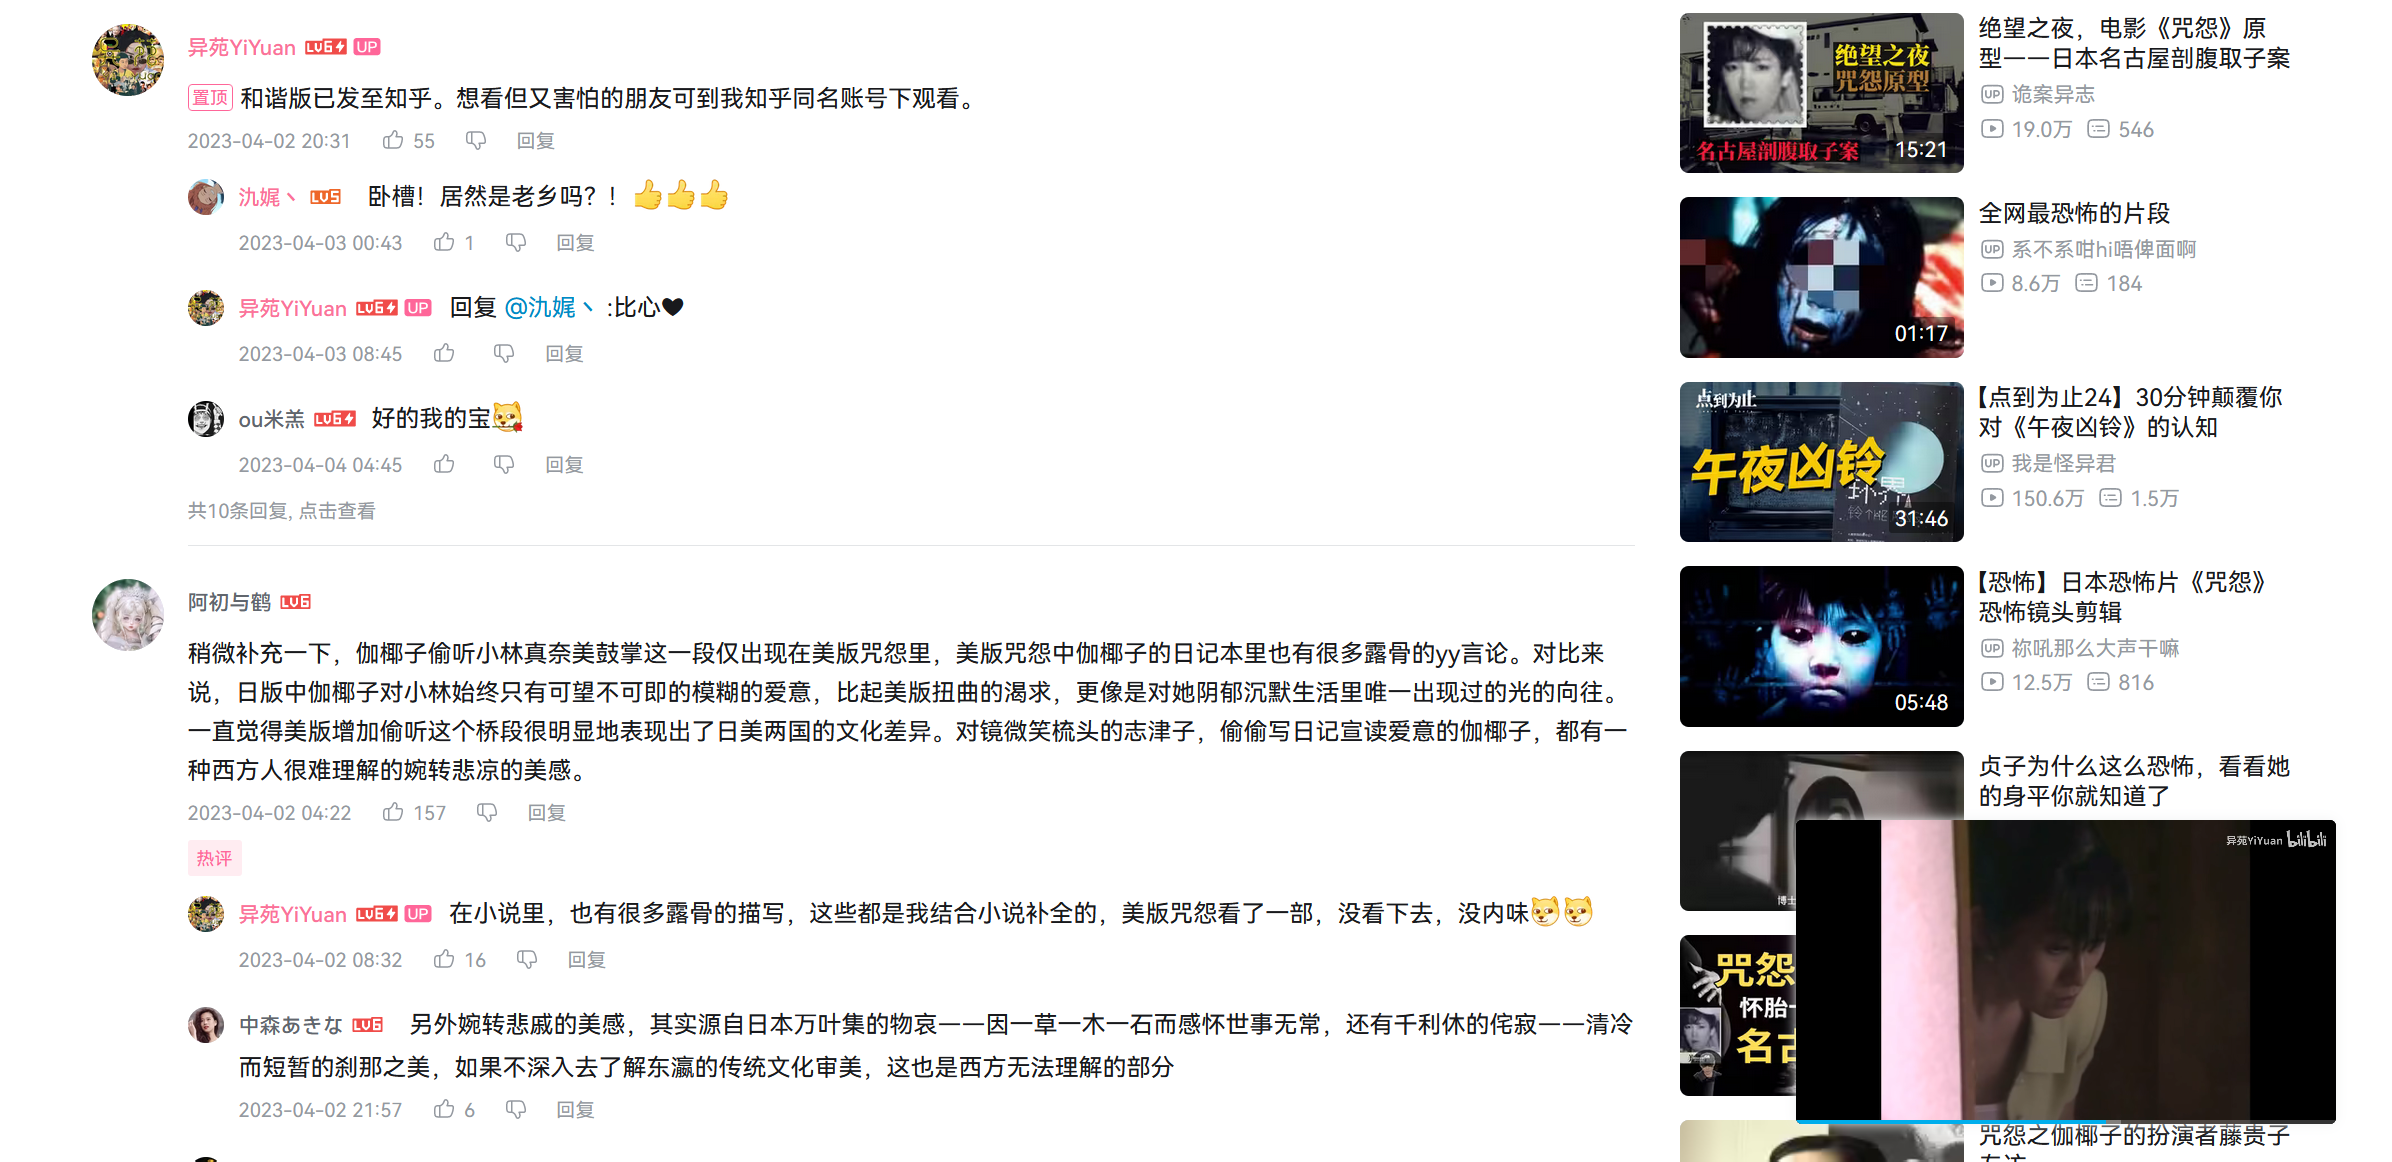 异苑YiYuan LV6 UP
置顶 和谐版已发至知乎。想看但又害怕的朋友可到我知乎同名账号下观看。
2023-04-02 20:31 55 回复
氿娓丶 LV5 卧槽！居然是老乡吗？！
2023-04-03 00:43 1 回复
异苑YiYuan LV6 UP 回复 @氿娓丶 :比心
2023-04-03 08:45 回复
ou米羔 LV6 好的我的宝
2023-04-04 04:45 回复
共10条回复, 点击查看
阿初与鹤 LV6
稍微补充一下，伽椰子偷听小林真奈美鼓掌这一段仅出现在美版咒怨里，美版咒怨中伽椰子的日记本里也有很多露骨的yy言论。对比来
说，日版中伽椰子对小林始终只有可望不可即的模糊的爱意，比起美版扭曲的渴求，更像是对她阴郁沉默生活里唯一出现过的光的向往。
一直觉得美版增加偷听这个桥段很明显地表现出了日美两国的文化差异。对镜微笑梳头的志津子，偷偷写日记宣读爱意的伽椰子，都有一
种西方人很难理解的婉转悲凉的美感。
2023-04-02 04:22 157 回复
热评
异苑YiYuan LV6 UP 在小说里，也有很多露骨的描写，这些都是我结合小说补全的，美版咒怨看了一部，没看下去，没内味
2023-04-02 08:32 16 回复
中森あきな LV6 另外婉转悲戚的美感，其实源自日本万叶集的物哀——因一草一木一石而感怀世事无常，还有千利休的侘寂——清冷
而短暂的刹那之美，如果不深入去了解东瀛的传统文化审美，这也是西方无法理解的部分
2023-04-02 21:57 6 回复
绝望之夜
咒怨原型
名古屋剖腹取子案
15:21
绝望之夜，电影《咒怨》原
型——日本名古屋剖腹取子案
UP 诡案异志
19.0万 546
01:17
全网最恐怖的片段
UP 系不系咁hi唔俾面啊
8.6万 184
点到为止
午夜凶铃
31:46
【点到为止24】30分钟颠覆你
对《午夜凶铃》的认知
UP 我是怪异君
150.6万 1.5万
05:48
【恐怖】日本恐怖片《咒怨》
恐怖镜头剪辑
UP 祢吼那么大声干嘛
12.5万 816
贞子为什么这么恐怖，看看她
的身平你就知道了
博士
异苑YiYuan bilibili
咒怨
怀胎
名古
咒怨之伽椰子的扮演者藤贵子